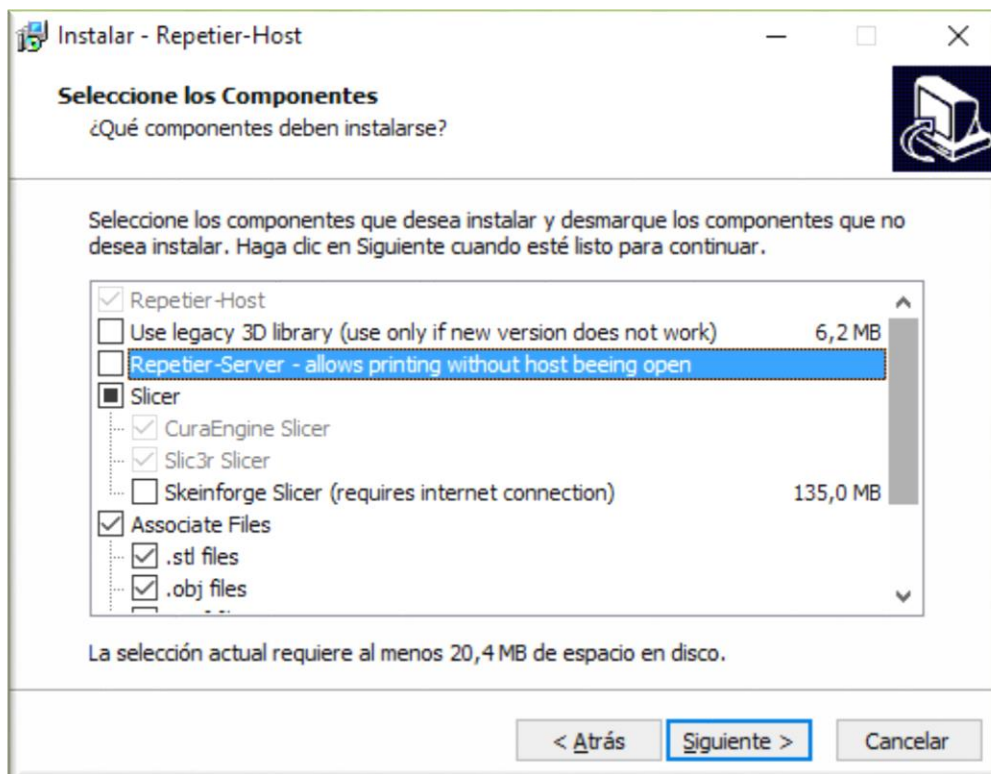 Instalar - Repetier-Host
Seleccione los Componentes
¿Qué componentes deben instalarse?
Seleccione los componentes que desea instalar y desmarque los componentes que no
desea instalar. Haga clic en Siguiente cuando esté listo para continuar.
Repetier-Host
Use legacy 3D library (use only if new version does not work) 6,2 MB
Repetier-Server - allows printing without host beeing open
Slicer
CuraEngine Slicer
Slic3r Slicer
Skeinforge Slicer (requires internet connection) 135,0 MB
Associate Files
.stl files
.obj files
La selección actual requiere al menos 20,4 MB de espacio en disco.
< Atrás Siguiente > Cancelar